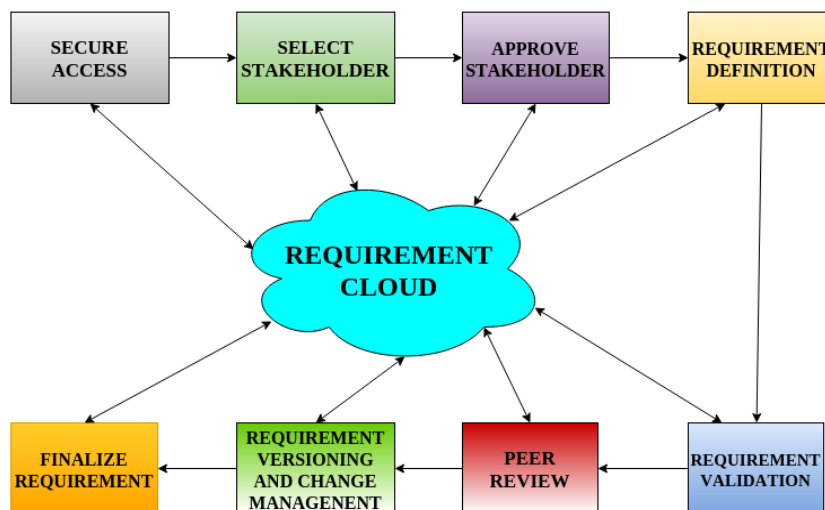 SECURE
ACCESS
SELECT
STAKEHOLDER
APPROVE
STAKEHOLDER
REQUIREMENT
DEFINITION
REQUIREMENT
CLOUD
FINALIZE
REQUIREMENT
REQUIREMENT
VERSIONING
AND CHANGE
MANAGENENT
PEER
REVIEW
REQUIREMENT
VALIDATION